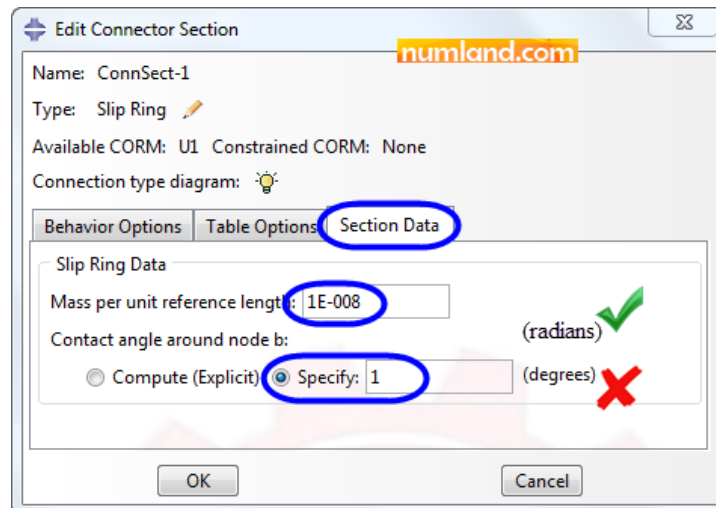 Edit Connector Section
numland.com
Name: ConnSect-1
Type: Slip Ring
Available CORM: U1 Constrained CORM: None
Connection type diagram:
Behavior Options Table Options Section Data
Slip Ring Data
Mass per unit reference length: 1E-008
Contact angle around node b:
(radians)
Compute (Explicit) Specify: 1 (degrees)
OK Cancel